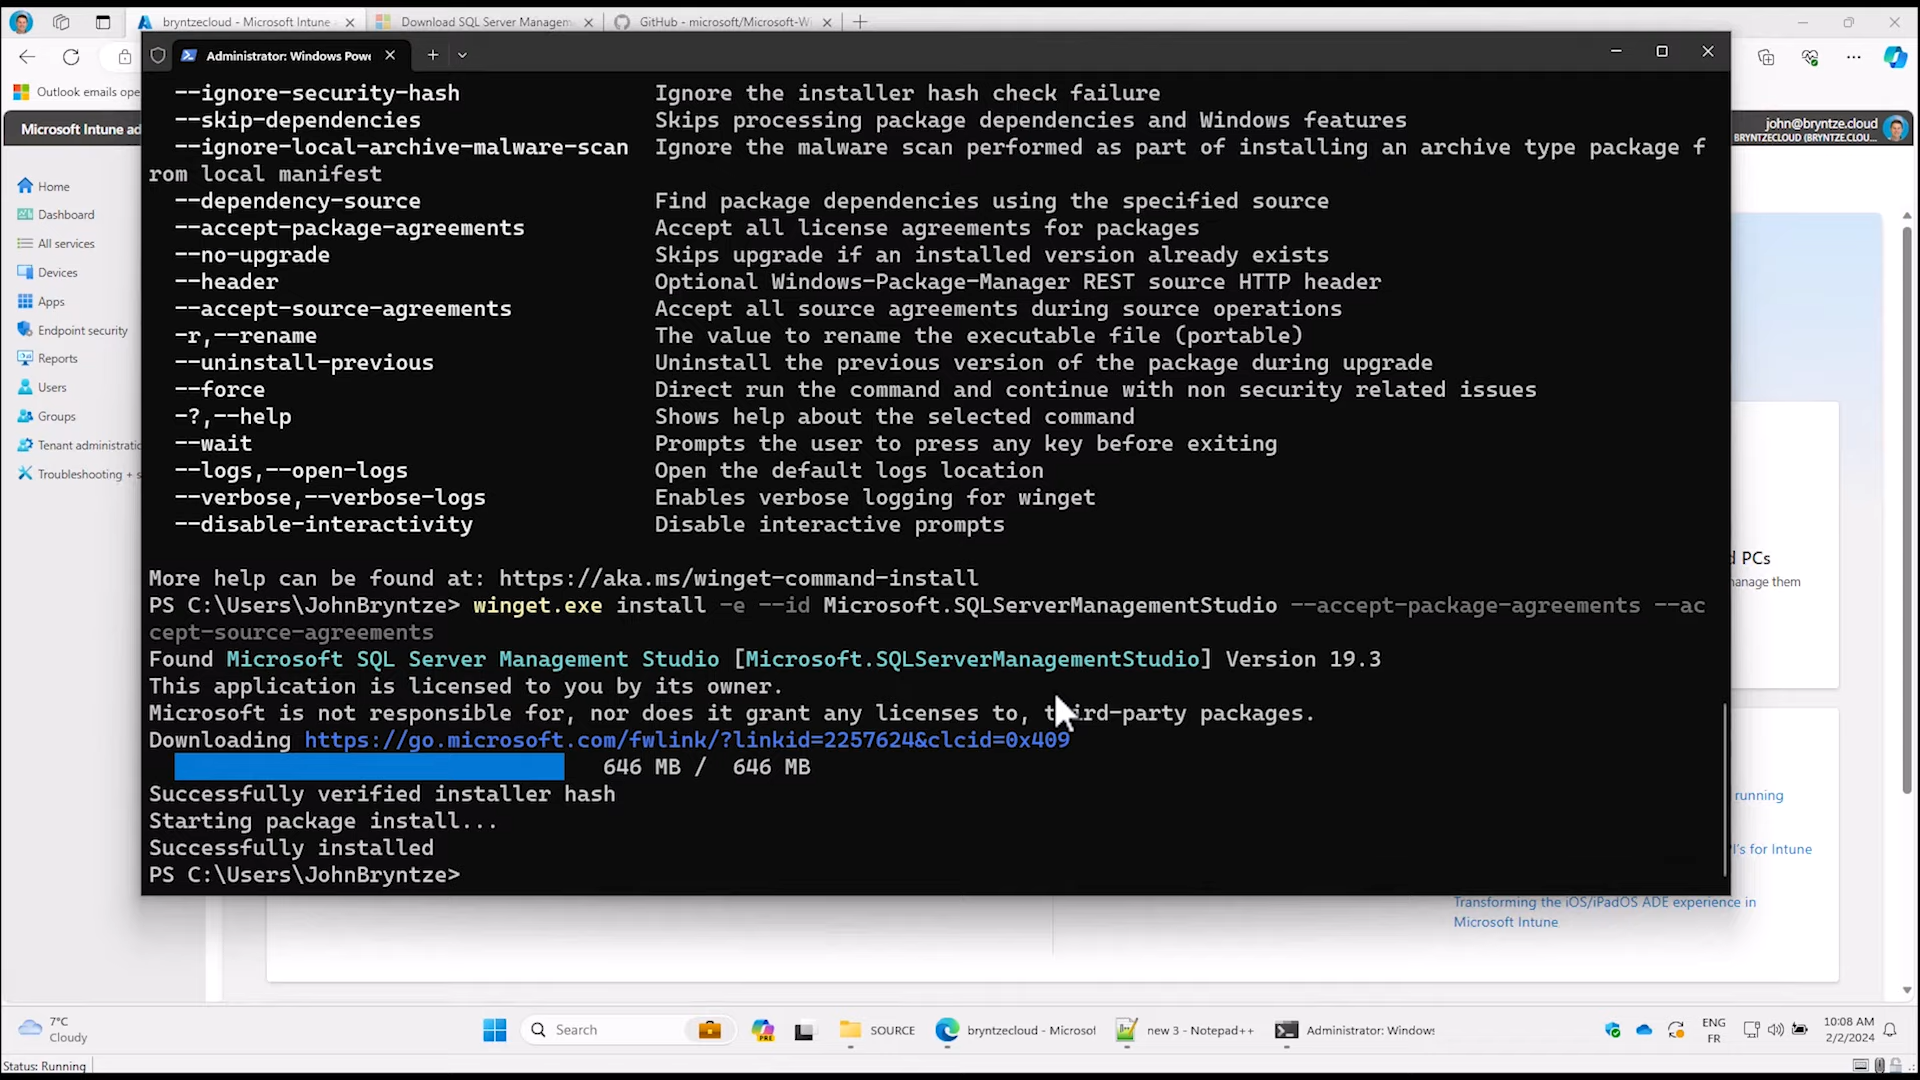 bryntzecloud - Microsoft Intune
Download SQL Server Managem
GitHub - microsoft/Microsoft-W
Outlook emails ope
Administrator: Windows Powe
Microsoft Intune ad
john@bryntze.cloud
BRYNTZECLOUD (BRYNTZE.CLOU...
Home
Dashboard
All services
Devices
Apps
Endpoint security
Reports
Users
Groups
Tenant administratic
Troubleshooting + s
--ignore-security-hash Ignore the installer hash check failure
--skip-dependencies Skips processing package dependencies and Windows features
--ignore-local-archive-malware-scan Ignore the malware scan performed as part of installing an archive type package f
rom local manifest
--dependency-source Find package dependencies using the specified source
--accept-package-agreements Accept all license agreements for packages
--no-upgrade Skips upgrade if an installed version already exists
--header Optional Windows-Package-Manager REST source HTTP header
--accept-source-agreements Accept all source agreements during source operations
-r,--rename The value to rename the executable file (portable)
--uninstall-previous Uninstall the previous version of the package during upgrade
--force Direct run the command and continue with non security related issues
-?,--help Shows help about the selected command
--wait Prompts the user to press any key before exiting
--logs,--open-logs Open the default logs location
--verbose,--verbose-logs Enables verbose logging for winget
--disable-interactivity Disable interactive prompts
More help can be found at: https://aka.ms/winget-command-install
PS C:\Users\JohnBryntze> winget.exe install -e --id Microsoft.SQLServerManagementStudio --accept-package-agreements --ac
cept-source-agreements
Found Microsoft SQL Server Management Studio [Microsoft.SQLServerManagementStudio] Version 19.3
This application is licensed to you by its owner.
Microsoft is not responsible for, nor does it grant any licenses to, third-party packages.
Downloading https://go.microsoft.com/fwlink/?linkid=2257624&clcid=0x409
646 MB / 646 MB
Successfully verified installer hash
Starting package install...
Successfully installed
PS C:\Users\JohnBryntze>
d PCs
nanage them
running
I's for Intune
Transforming the iOS/iPadOS ADE experience in
Microsoft Intune
7°C
Cloudy
Search
PRE
SOURCE
bryntzecloud - Microsof
new 3 - Notepad++
Administrator: Windows
ENG
FR
10:08 AM
2/2/2024
Status: Running